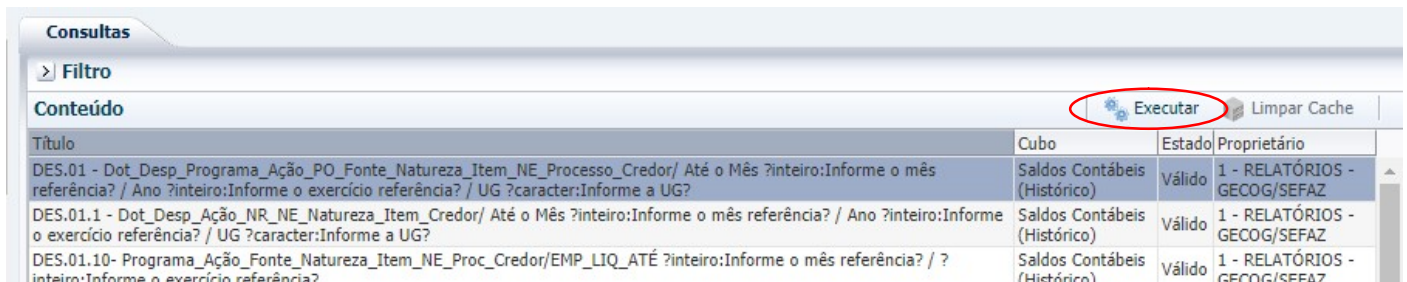 Consultas
Filtro
Conteúdo Executar Limpar Cache
Título Cubo Estado Proprietário
DES.01 - Dot_Desp_Programa_Ação_PO_Fonte_Natureza_Item_NE_Processo_Credor/ Até o Mês ?inteiro:Informe o mês
referência? / Ano ?inteiro:Informe o exercício referência? / UG ?caracter:Informe a UG?
Saldos Contábeis
(Histórico)
Válido
1 - RELATÓRIOS -
GECOG/SEFAZ
DES.01.1 - Dot_Desp_Ação_NR_NE_Natureza_Item_Credor/ Até o Mês ?inteiro:Informe o mês referência? / Ano ?inteiro:Informe
o exercício referência? / UG ?caracter:Informe a UG?
Saldos Contábeis
(Histórico)
Válido
1 - RELATÓRIOS -
GECOG/SEFAZ
DES.01.10- Programa_Ação_Fonte_Natureza_Item_NE_Proc_Credor/EMP_LIQ_ATÉ ?inteiro:Informe o mês referência? / ?
inteiro:Informe o exercício referência?
Saldos Contábeis
(Histórico)
Válido
1 - RELATÓRIOS -
GECOG/SEFAZ